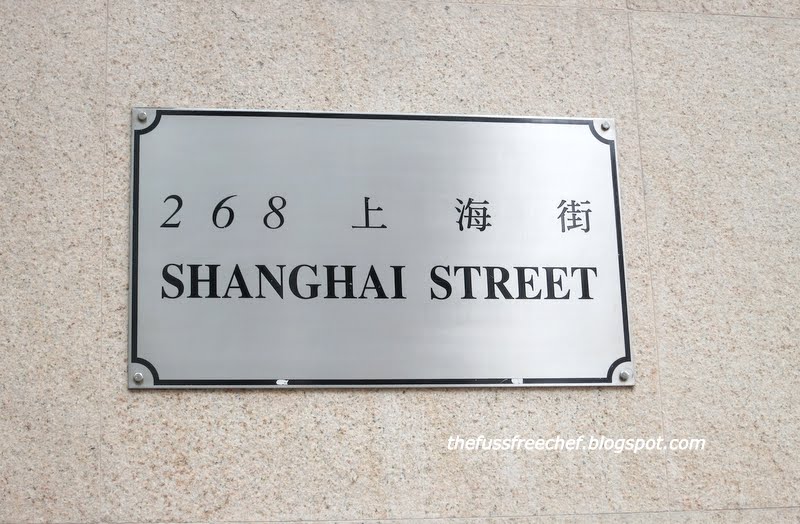 268 上海街
SHANGHAI STREET
thefussfreechef.blogspot.com